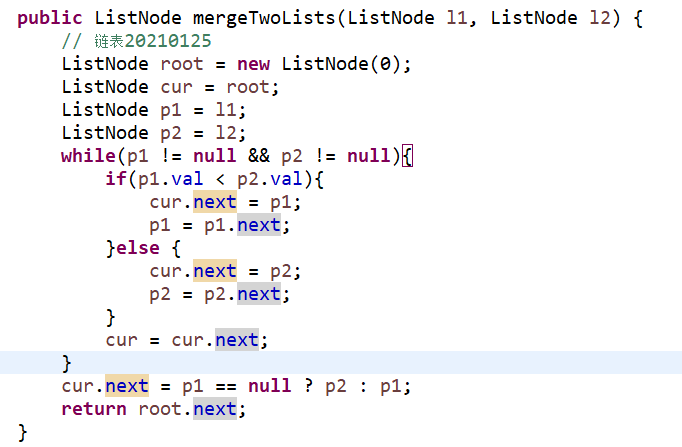 public ListNode mergeTwoLists(ListNode l1, ListNode l2) {
    // 链表20210125
    ListNode root = new ListNode(0);
    ListNode cur = root;
    ListNode p1 = l1;
    ListNode p2 = l2;
    while(p1 != null && p2 != null){
        if(p1.val < p2.val){
            cur.next = p1;
            p1 = p1.next;
        }else {
            cur.next = p2;
            p2 = p2.next;
        }
        cur = cur.next;
    }
    cur.next = p1 == null ? p2 : p1;
    return root.next;
}